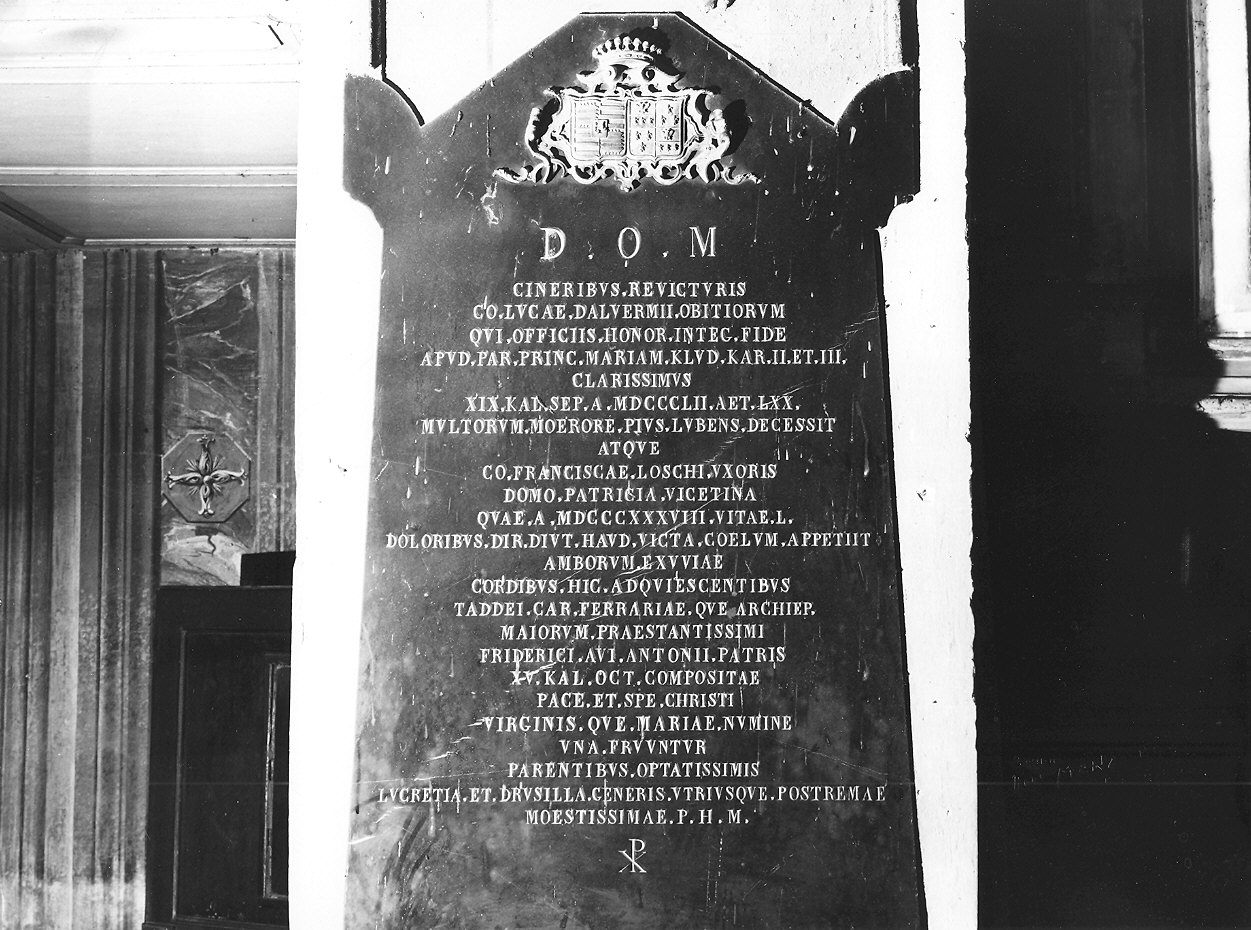 D . O . M
CINERIBVS.REVICTVRIS
CO.LVCAE.DALVERMII.OBITIORVM
QVI.OFFICIIS.HONOR.INTEG.FIDE
APVD.PAR.PRINC.MARIAM.KLVD.KAR.II.ET.III.
CLARISSIMVS
XIX.KAL.SEP.A.MDCCCLII.AET.LXX.
MVLTORVM.MOERORE.PIVS.LVBENS.DECESSIT
ATQVE
CO.FRANCISCAE.LOSCHI.VXORIS
DOMO.PATRICIA.VICETINA
QVAE.A.MDCCCXXXVIII.VITAE.L.
DOLORIBVS.DIR.DIVT.HAVD.VICTA.COELVM.APPETIIT
AMBORVM.EXVVIAE
CORDIBVS.HIC.ADQVIESCENTIBVS
TADDEI.CAR.FERRARIAE.QVE ARCHIEP.
MAIORVM.PRAESTANTISSIMI
FRIDERICI.AVI.ANTONII.PATRIS
XV.KAL.OCT.COMPOSITAE
PACE.ET.SPE.CHRISTI
VIRGINIS.QVE.MARIAE.NVMINE
VNA.FRVVNTVR
PARENTIBVS.OPTATISSIMIS
LVCRETIA.ET.DRVSILLA.GENERIS.VTRIVSQVE.POSTREMAE
MOESTISSIMAE.P.H.M.
☧